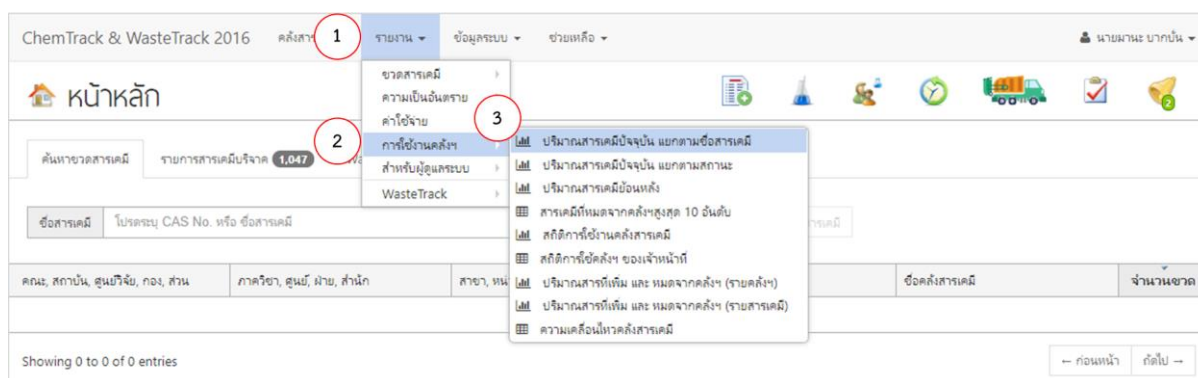 ChemTrack & WasteTrack 2016 คลังสาร 1 รายงาน ข้อมูลระบบ ช่วยเหลือ นายมานะ บากบั่น
หน้าหลัก
2
ขวดสารเคมี
ความเป็นอันตราย
ค่าใช้จ่าย
2 การใช้งานคลังฯ
สำหรับผู้ดูแลระบบ
WasteTrack
3
ปริมาณสารเคมีปัจจุบัน แยกตามชื่อสารเคมี
ปริมาณสารเคมีปัจจุบัน แยกตามสถานะ
ปริมาณสารเคมีย้อนหลัง
สารเคมีที่หมดจากคลังฯสูงสุด 10 อันดับ
สถิติการใช้งานคลังสารเคมี
สถิติการใช้คลังฯ ของเจ้าหน้าที่
ปริมาณสารที่เพิ่ม และ หมดจากคลังฯ (รายคลังฯ)
ปริมาณสารที่เพิ่ม และ หมดจากคลังฯ (รายสารเคมี)
ความเคลื่อนไหวคลังสารเคมี
ค้นหาขวดสารเคมี รายการสารเคมีบริจาค 1,047
ชื่อสารเคมี โปรดระบุ CAS No. หรือ ชื่อสารเคมี ารเคมี
คณะ, สถาบัน, ศูนย์วิจัย, กอง, ส่วน ภาควิชา, ศูนย์, ฝ่าย, สำนัก สาขา, หน่ ชื่อคลังสารเคมี จำนวนขวด
Showing 0 to 0 of 0 entries ← ก่อนหน้า ถัดไป →